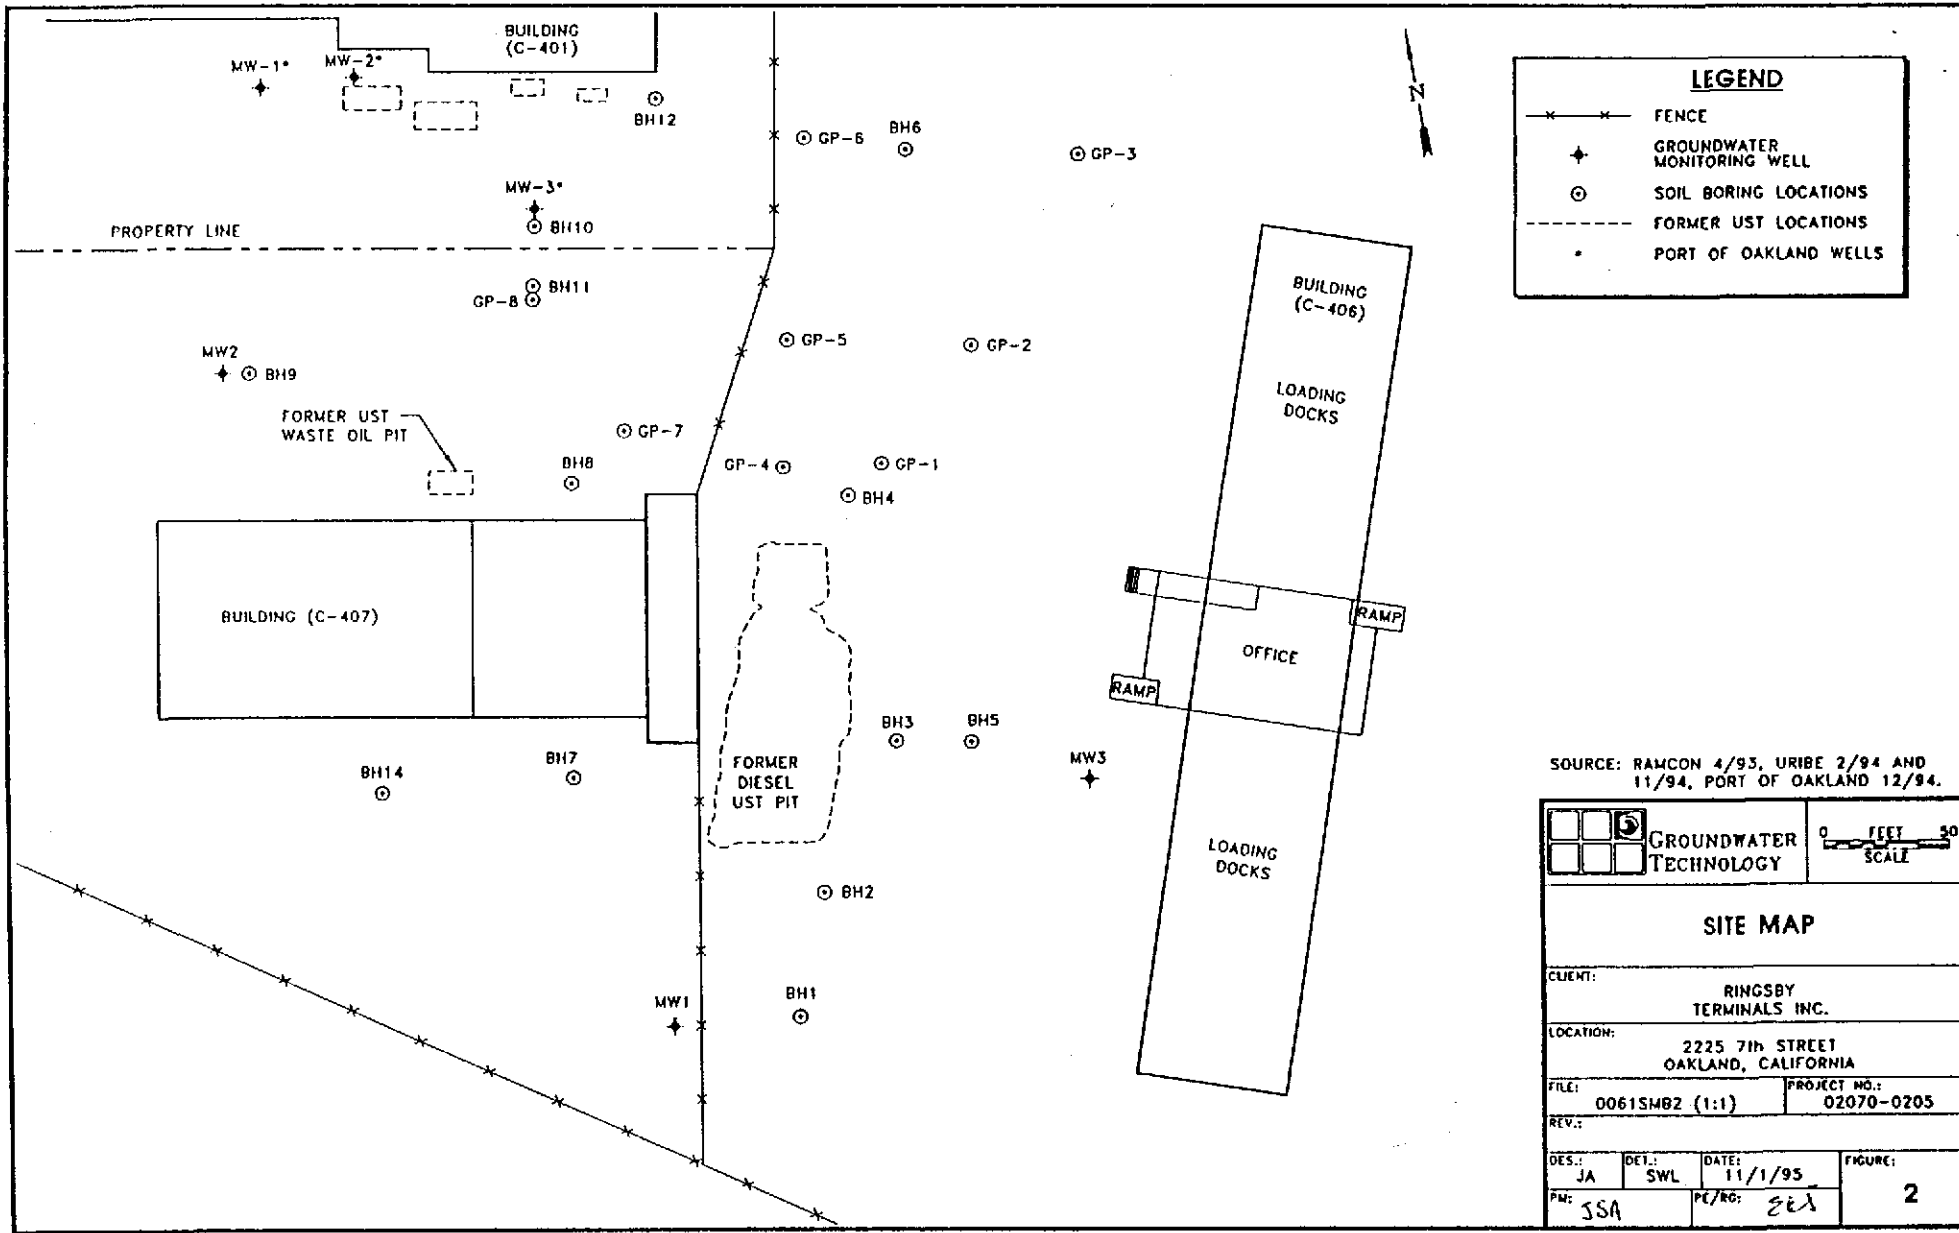 BUILDING
(C-401)
MW-1*
MW-2*
BH12
GP-6
BH6
GP-3
N
MW-3*
BH10
PROPERTY LINE
BH11
GP-8
GP-5
GP-2
MW2
BH9
FORMER UST
WASTE OIL PIT
GP-7
BH8
GP-4
GP-1
BH4
BUILDING
(C-406)
LOADING
DOCKS
BUILDING (C-407)
RAMP
OFFICE
RAMP
BH3
BH5
MW3
FORMER
DIESEL
UST PIT
BH14
BH7
LOADING
DOCKS
BH2
MW1
BH1
LEGEND
FENCE
GROUNDWATER
MONITORING WELL
SOIL BORING LOCATIONS
FORMER UST LOCATIONS
* PORT OF OAKLAND WELLS
SOURCE: RAMCON 4/93, URIBE 2/94 AND
11/94, PORT OF OAKLAND 12/94.
GROUNDWATER
TECHNOLOGY
0 FEET 50
SCALE
SITE MAP
CLIENT:
RINGSBY
TERMINALS INC.
LOCATION:
2225 7th STREET
OAKLAND, CALIFORNIA
FILE:
0061SMB2 (1:1)
PROJECT NO.:
02070-0205
REV.:
DES.:
JA
DET.:
SWL
DATE:
11/1/95
FIGURE:
2
PM:
JSA
PE/RG: